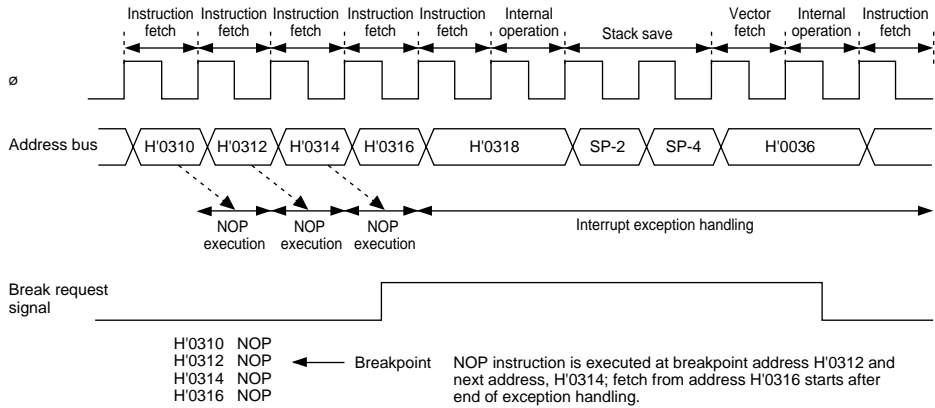 Instruction Instruction Instruction Instruction Instruction Internal Vector Internal Instruction
fetch fetch fetch fetch fetch operation Stack save fetch operation fetch
ø
Address bus H'0310 H'0312 H'0314 H'0316 H'0318 SP-2 SP-4 H'0036
NOP NOP NOP Interrupt exception handling
execution execution execution
Break request
signal
H'0310 NOP
H'0312 NOP Breakpoint NOP instruction is executed at breakpoint address H'0312 and
H'0314 NOP next address, H'0314; fetch from address H'0316 starts after
H'0316 NOP end of exception handling.